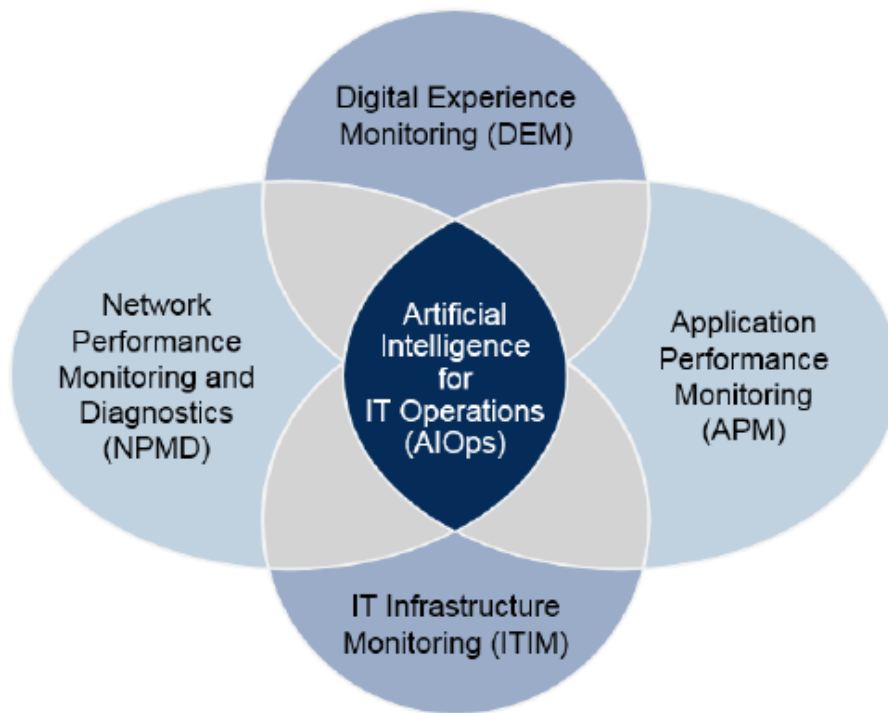 Digital Experience
Monitoring (DEM)
Network
Performance
Monitoring and
Diagnostics
(NPMD)
Artificial
Intelligence
for
IT Operations
(AIOps)
Application
Performance
Monitoring
(APM)
IT Infrastructure
Monitoring (ITIM)